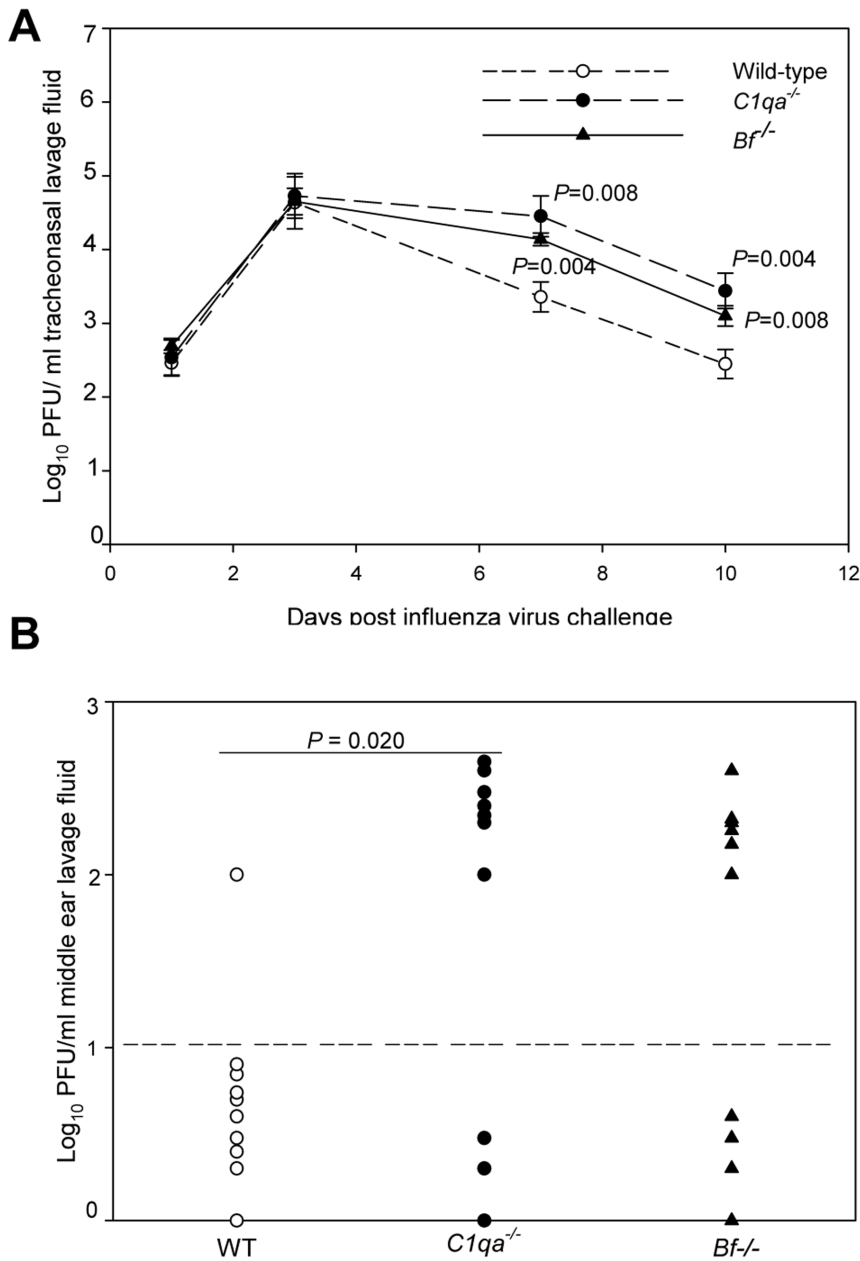 A
Log10 PFU/ ml tracheonasal lavage fluid
7
6
5
4
3
2
1
0
Wild-type
C1qa-/-
Bf-/-
P=0.008
P=0.004
P=0.004
P=0.008
0 2 4 6 8 10 12
Days post influenza virus challenge
B
Log10 PFU/ml middle ear lavage fluid
3
2
1
0
P = 0.020
WT C1qa-/- Bf-/-